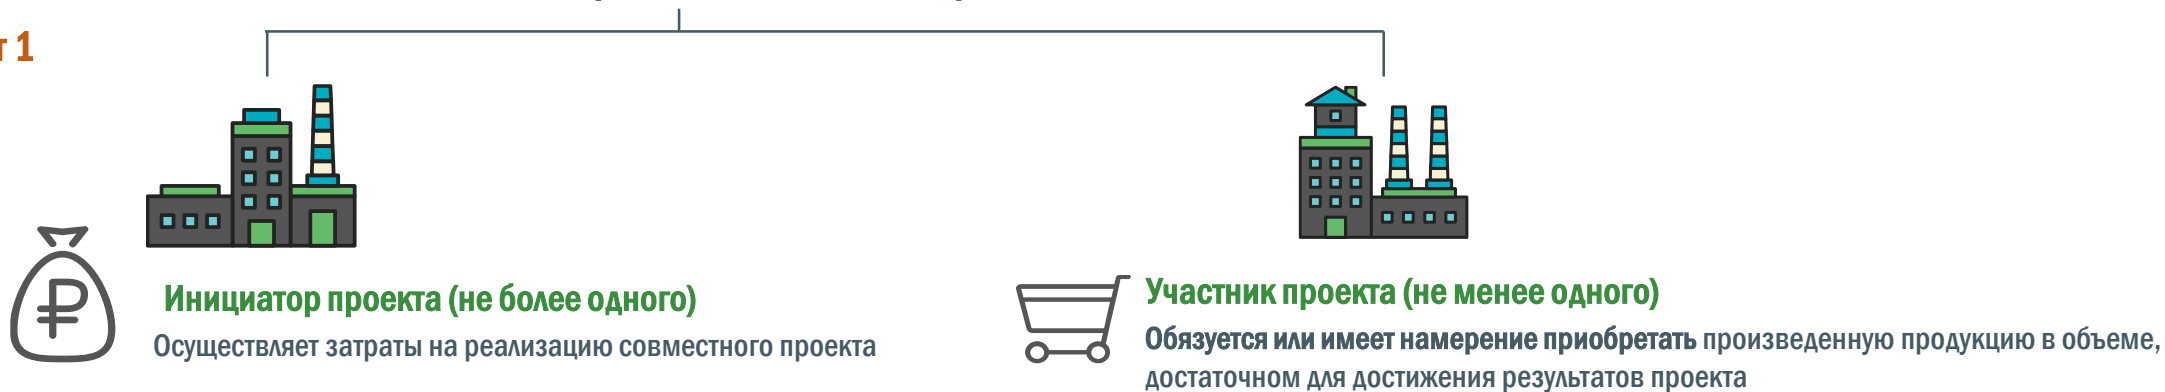 т 1
Инициатор проекта (не более одного)
Осуществляет затраты на реализацию совместного проекта
Участник проекта (не менее одного)
Обязуется или имеет намерение приобретать произведенную продукцию в объеме,
достаточном для достижения результатов проекта